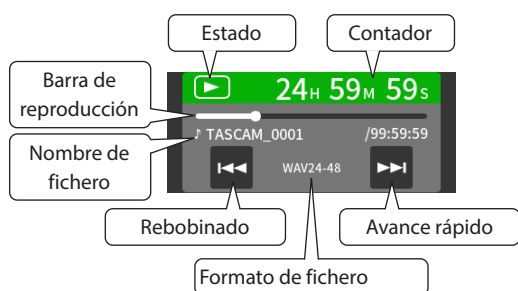 Estado
Contador
Barra de
reproducción
24H 59M 59S
♪ TASCAM_0001
/99:59:59
Nombre de
fichero
WAV24-48
Rebobinado
Avance rápido
Formato de fichero